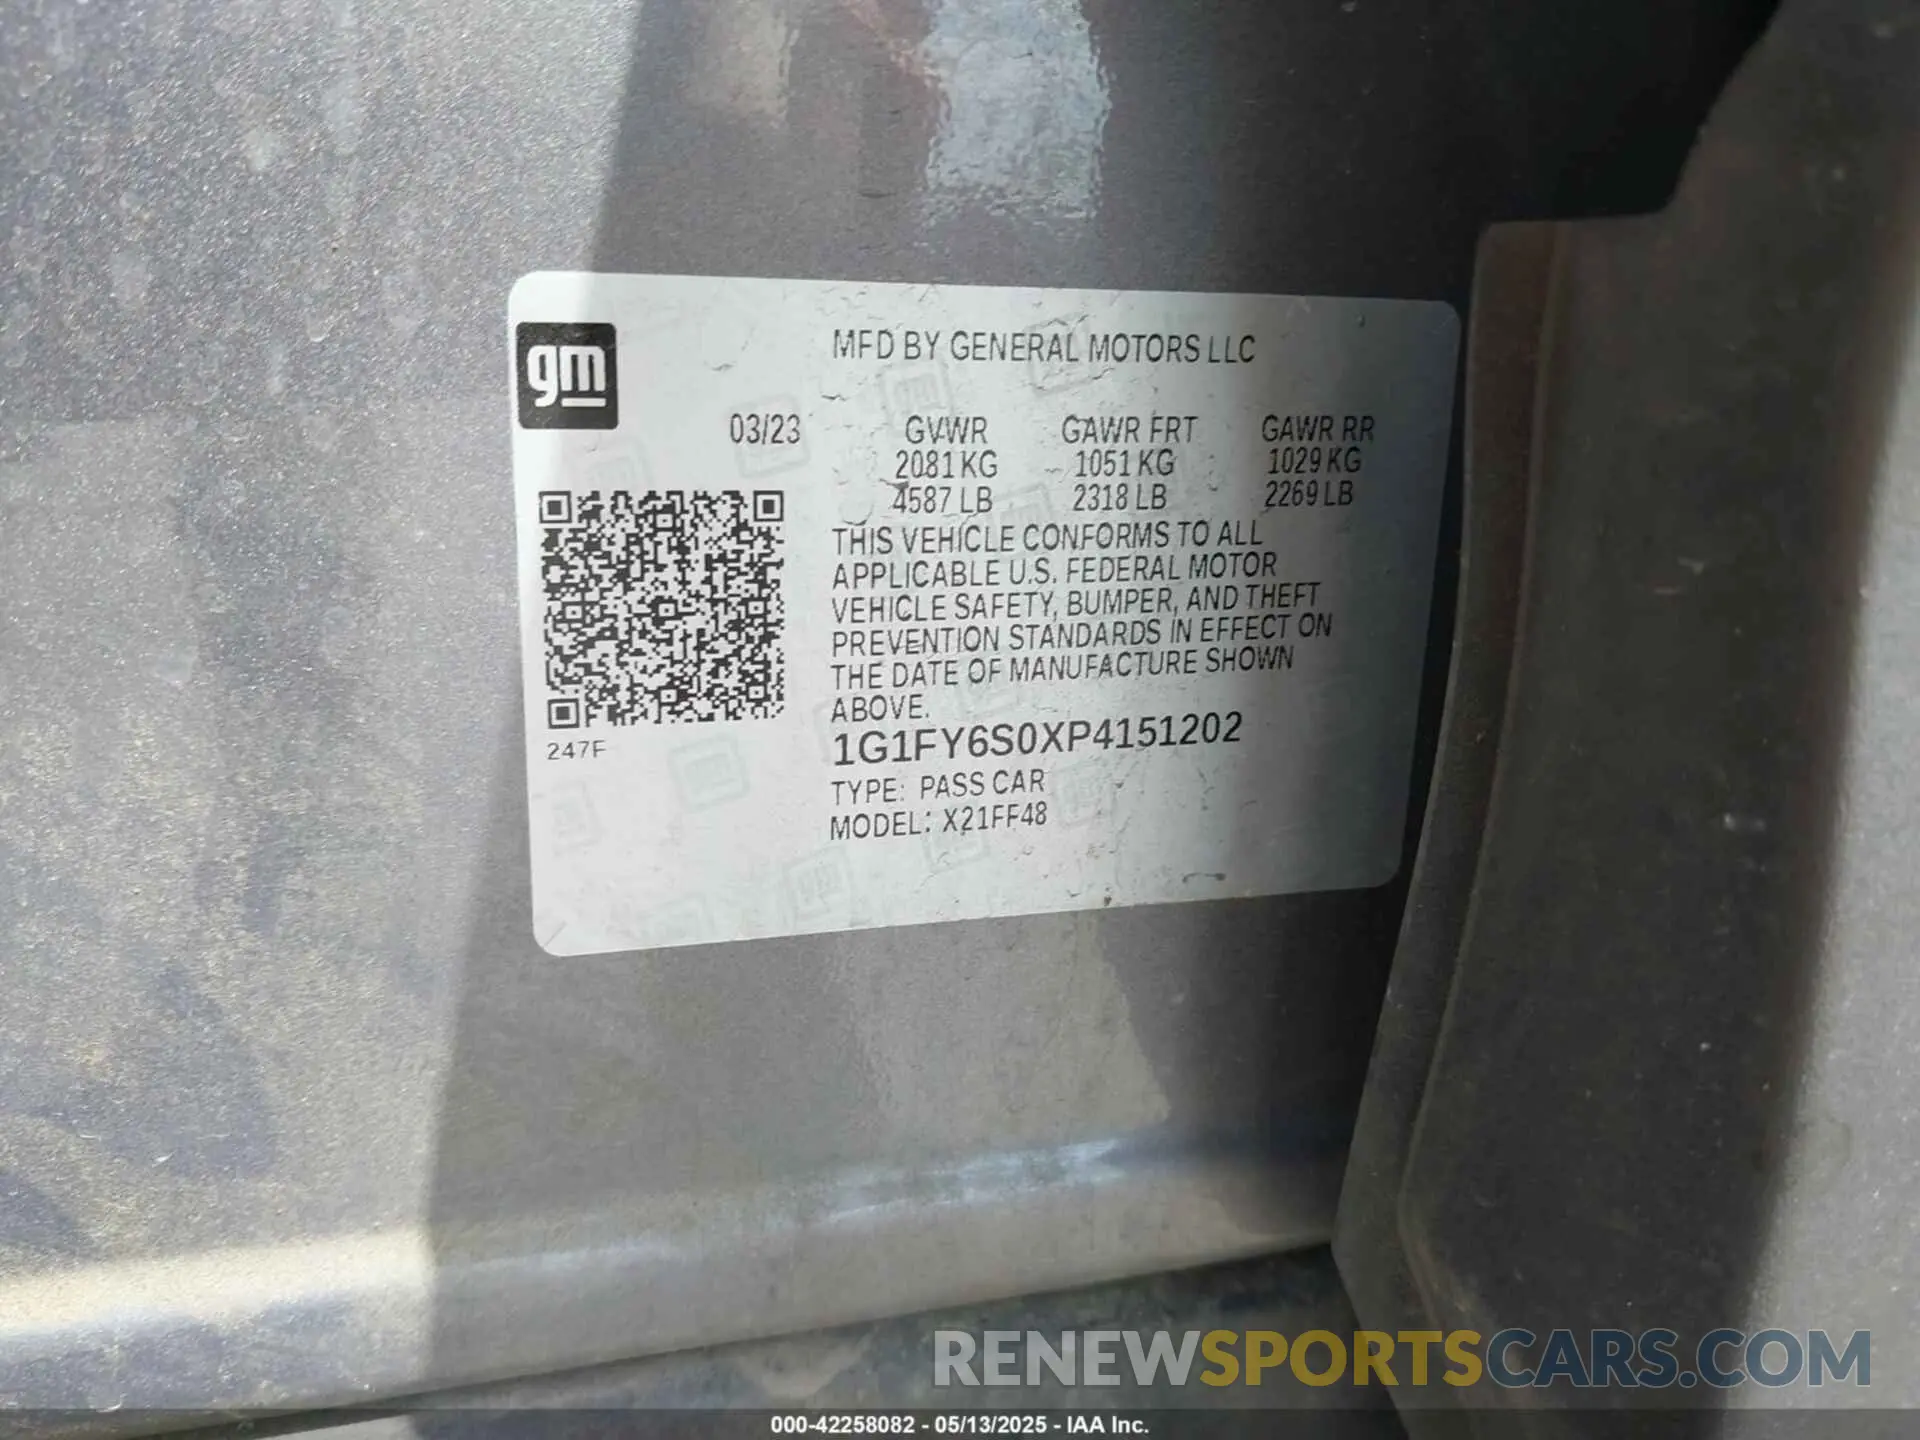 gm
MFD BY GENERAL MOTORS LLC
03/23 GVWR GAWR FRT GAWR RR
2081 KG 1051 KG 1029 KG
4587 LB 2318 LB 2269 LB
THIS VEHICLE CONFORMS TO ALL
APPLICABLE U.S. FEDERAL MOTOR
VEHICLE SAFETY, BUMPER, AND THEFT
PREVENTION STANDARDS IN EFFECT ON
THE DATE OF MANUFACTURE SHOWN
ABOVE.
247F
1G1FY6S0XP4151202
TYPE: PASS CAR
MODEL: X21FF48
RENEWSPORTSCARS.COM
000-42258082 - 05/13/2025 - IAA Inc.